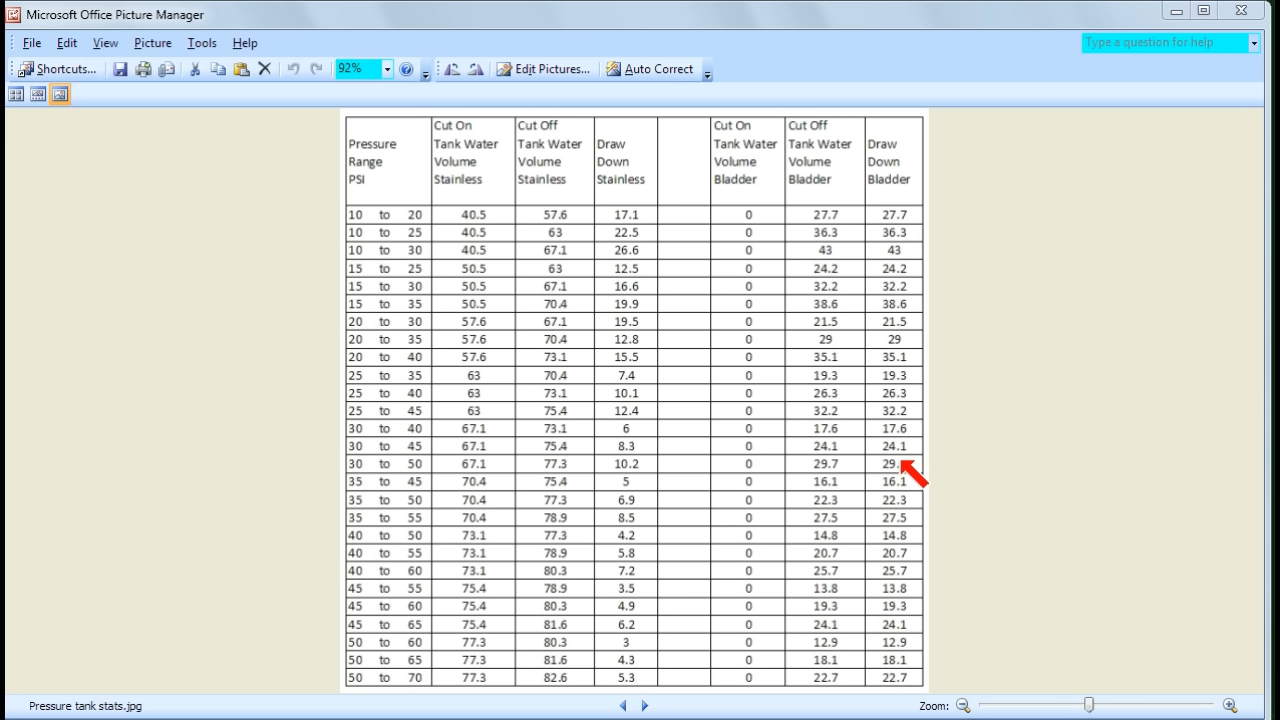 Microsoft Office Picture Manager
File Edit View Picture Tools Help
Type a question for help
Shortcuts... 92% Edit Pictures... Auto Correct
Pressure Range PSI Cut On Tank Water Volume Stainless Cut Off Tank Water Volume Stainless Draw Down Stainless Cut On Tank Water Volume Bladder Cut Off Tank Water Volume Bladder Draw Down Bladder
10 to 20 40.5 57.6 17.1 0 27.7 27.7
10 to 25 40.5 63 22.5 0 36.3 36.3
10 to 30 40.5 67.1 26.6 0 43 43
15 to 25 50.5 63 12.5 0 24.2 24.2
15 to 30 50.5 67.1 16.6 0 32.2 32.2
15 to 35 50.5 70.4 19.9 0 38.6 38.6
20 to 30 57.6 67.1 19.5 0 21.5 21.5
20 to 35 57.6 70.4 12.8 0 29 29
20 to 40 57.6 73.1 15.5 0 35.1 35.1
25 to 35 63 70.4 7.4 0 19.3 19.3
25 to 40 63 73.1 10.1 0 26.3 26.3
25 to 45 63 75.4 12.4 0 32.2 32.2
30 to 40 67.1 73.1 6 0 17.6 17.6
30 to 45 67.1 75.4 8.3 0 24.1 24.1
30 to 50 67.1 77.3 10.2 0 29.7
35 to 45 70.4 75.4 5 0 16.1 16.1
35 to 50 70.4 77.3 6.9 0 22.3 22.3
35 to 55 70.4 78.9 8.5 0 27.5 27.5
40 to 50 73.1 77.3 4.2 0 14.8 14.8
40 to 55 73.1 78.9 5.8 0 20.7 20.7
40 to 60 73.1 80.3 7.2 0 25.7 25.7
45 to 55 75.4 78.9 3.5 0 13.8 13.8
45 to 60 75.4 80.3 4.9 0 19.3 19.3
45 to 65 75.4 81.6 6.2 0 24.1 24.1
50 to 60 77.3 80.3 3 0 12.9 12.9
50 to 65 77.3 81.6 4.3 0 18.1 18.1
50 to 70 77.3 82.6 5.3 0 22.7 22.7
Pressure tank stats.jpg Zoom: